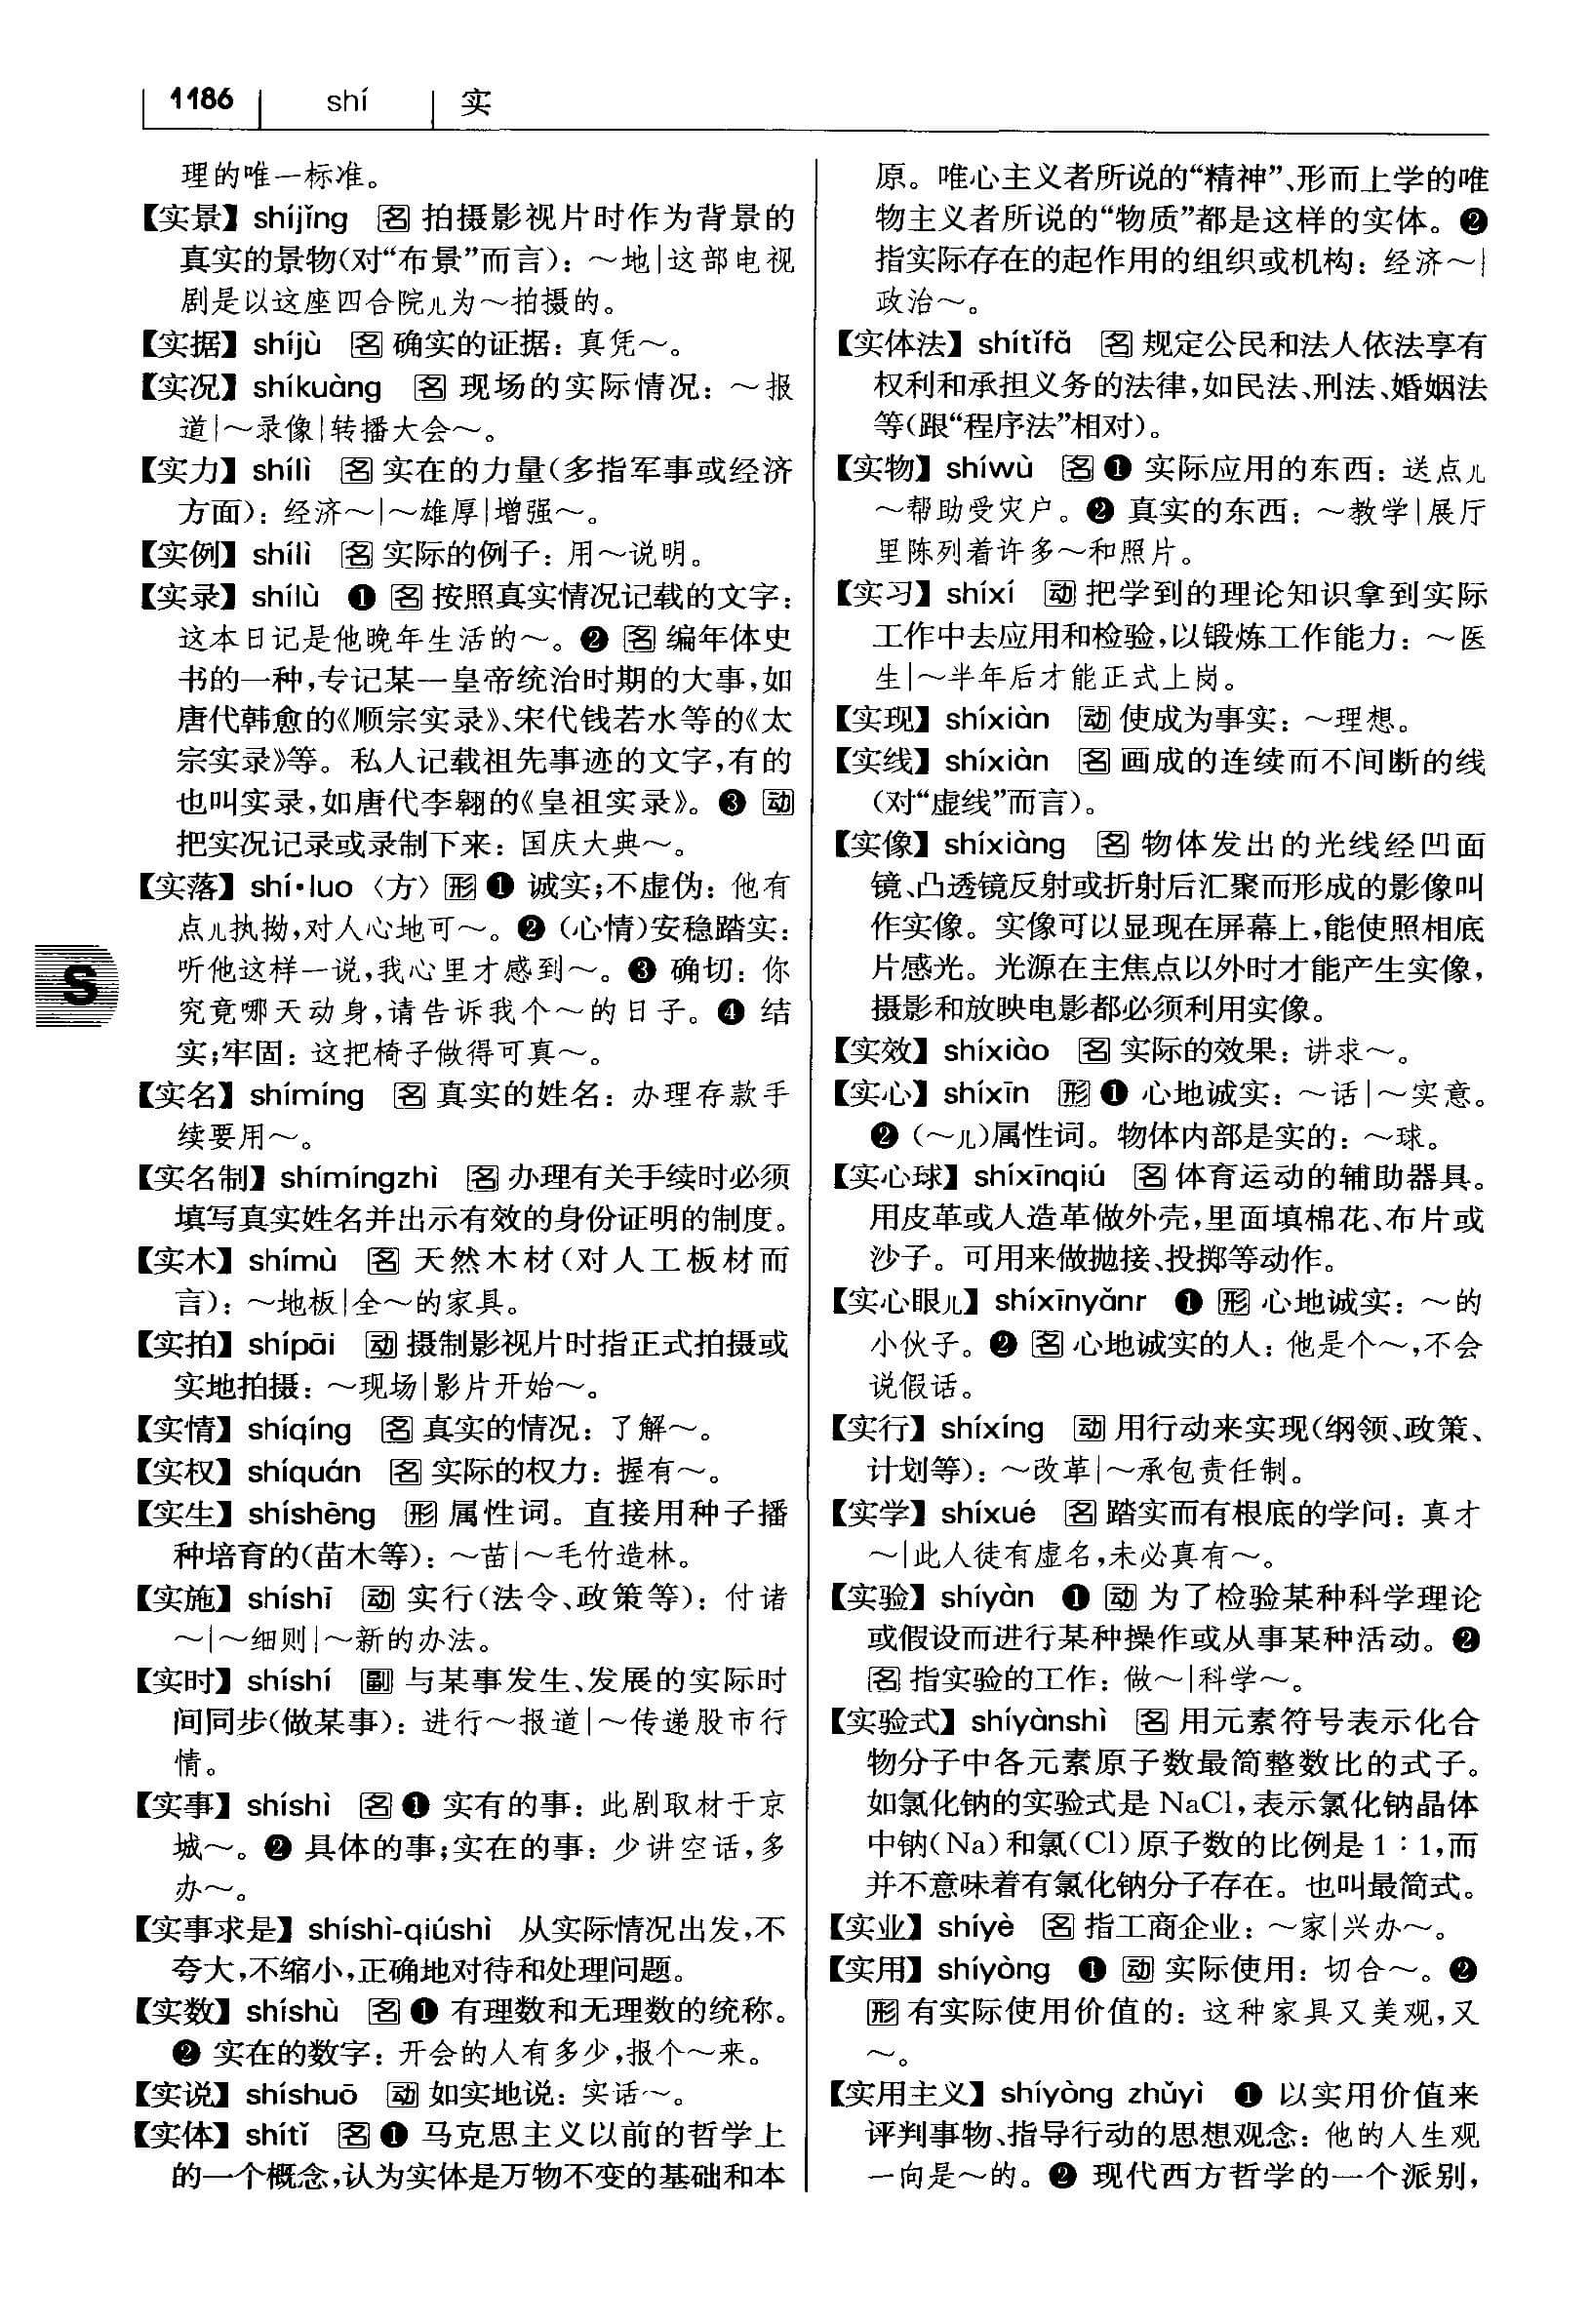 1186 shí 实
理的唯一标准。
【实景】 shíjǐng 名 拍摄影视片时作为背景的
真实的景物(对“布景”而言)：～地|这部电视
剧是以这座四合院儿为～拍摄的。
【实据】 shíjù 名 确实的证据：真凭～。
【实况】 shíkuàng 名 现场的实际情况：～报
道|～录像|转播大会～。
【实力】 shílì 名 实在的力量(多指军事或经济
方面)：经济～|～雄厚|增强～。
【实例】 shílì 名 实际的例子：用～说明。
【实录】 shílù ❶ 名 按照真实情况记载的文字：
这本日记是他晚年生活的～。❷ 名 编年体史
书的一种,专记某一皇帝统治时期的大事,如
唐代韩愈的《顺宗实录》、宋代钱若水等的《太
宗实录》等。私人记载祖先事迹的文字,有的
也叫实录,如唐代李翱的《皇祖实录》。❸ 动
把实况记录或录制下来：国庆大典～。
【实落】 shí•luo 〈方〉 形 ❶ 诚实;不虚伪：他有
点儿执拗,对人心地可～。❷ (心情)安稳踏实：
听他这样一说,我心里才感到～。❸ 确切：你
究竟哪天动身,请告诉我个～的日子。❹ 结
实;牢固：这把椅子做得可真～。
【实名】 shímíng 名 真实的姓名：办理存款手
续要用～。
【实名制】 shímíngzhì 名 办理有关手续时必须
填写真实姓名并出示有效的身份证明的制度。
【实木】 shímù 名 天然木材(对人工板材而
言)：～地板|全～的家具。
【实拍】 shípāi 动 摄制影视片时指正式拍摄或
实地拍摄：～现场|影片开始～。
【实情】 shíqíng 名 真实的情况：了解～。
【实权】 shíquán 名 实际的权力：握有～。
【实生】 shíshēng 形 属性词。直接用种子播
种培育的(苗木等)：～苗|～毛竹造林。
【实施】 shíshī 动 实行(法令、政策等)：付诸
～|～细则|～新的办法。
【实时】 shíshí 副 与某事发生、发展的实际时
间同步(做某事)：进行～报道|～传递股市行
情。
【实事】 shíshì 名 ❶ 实有的事：此剧取材于京
城～。❷ 具体的事;实在的事：少讲空话,多
办～。
【实事求是】 shíshì-qiúshì 从实际情况出发,不
夸大,不缩小,正确地对待和处理问题。
【实数】 shíshù 名 ❶ 有理数和无理数的统称。
❷ 实在的数字：开会的人有多少,报个～来。
【实说】 shíshuō 动 如实地说：实话～。
【实体】 shítǐ 名 ❶ 马克思主义以前的哲学上
的一个概念,认为实体是万物不变的基础和本
原。唯心主义者所说的“精神”、形而上学的唯
物主义者所说的“物质”都是这样的实体。❷
指实际存在的起作用的组织或机构：经济～|
政治～。
【实体法】 shítǐfǎ 名 规定公民和法人依法享有
权利和承担义务的法律,如民法、刑法、婚姻法
等(跟“程序法”相对)。
【实物】 shíwù 名 ❶ 实际应用的东西：送点儿
～帮助受灾户。❷ 真实的东西：～教学|展厅
里陈列着许多～和照片。
【实习】 shíxí 动 把学到的理论知识拿到实际
工作中去应用和检验,以锻炼工作能力：～医
生|～半年后才能正式上岗。
【实现】 shíxiàn 动 使成为事实：～理想。
【实线】 shíxiàn 名 画成的连续而不间断的线
(对“虚线”而言)。
【实像】 shíxiàng 名 物体发出的光线经凹面
镜、凸透镜反射或折射后汇聚而形成的影像叫
作实像。实像可以显现在屏幕上,能使照相底
片感光。光源在主焦点以外时才能产生实像,
摄影和放映电影都必须利用实像。
【实效】 shíxiào 名 实际的效果：讲求～。
【实心】 shíxīn 形 ❶ 心地诚实：～话|～实意。
❷ (～儿)属性词。物体内部是实的：～球。
【实心球】 shíxīnqiú 名 体育运动的辅助器具。
用皮革或人造革做外壳,里面填棉花、布片或
沙子。可用来做抛接、投掷等动作。
【实心眼儿】 shíxīnyǎnr ❶ 形 心地诚实：～的
小伙子。❷ 名 心地诚实的人：他是个～,不会
说假话。
【实行】 shíxíng 动 用行动来实现(纲领、政策、
计划等)：～改革|～承包责任制。
【实学】 shíxué 名 踏实而有根底的学问：真才
～|此人徒有虚名,未必真有～。
【实验】 shíyàn ❶ 动 为了检验某种科学理论
或假设而进行某种操作或从事某种活动。❷
名 指实验的工作：做～|科学～。
【实验式】 shíyànshì 名 用元素符号表示化合
物分子中各元素原子数最简整数比的式子。
如氯化钠的实验式是 NaCl,表示氯化钠晶体
中钠(Na)和氯(Cl)原子数的比例是 1∶1,而
并不意味着有氯化钠分子存在。也叫最简式。
【实业】 shíyè 名 指工商企业：～家|兴办～。
【实用】 shíyòng ❶ 动 实际使用：切合～。❷
形 有实际使用价值的：这种家具又美观,又
～。
【实用主义】 shíyòng zhǔyì ❶ 以实用价值来
评判事物、指导行动的思想观念：他的人生观
一向是～的。❷ 现代西方哲学的一个派别,
S